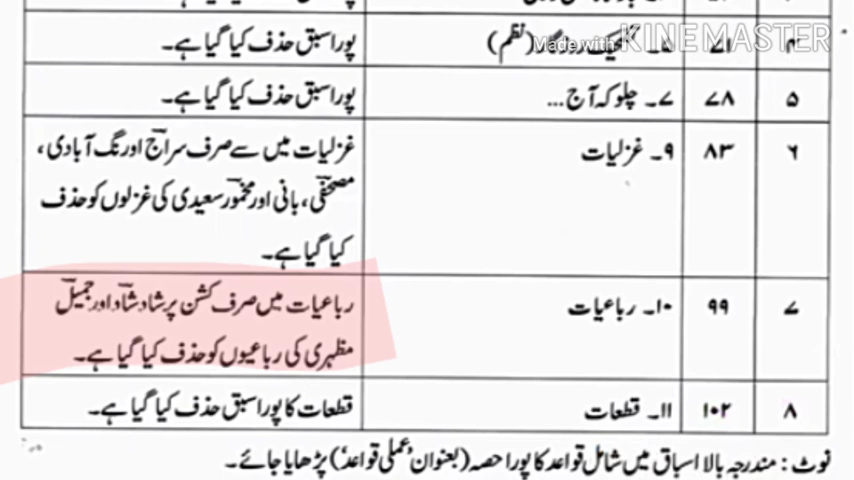 ۴ ۷۱ ۵۔ (نظم) پورا سبق حذف کیا گیا ہے۔
Made with KINEMASTER
۵ ۷۸ ۷۔ چلو کہ آج... پورا سبق حذف کیا گیا ہے۔
۶ ۸۳ ۹۔ غزلیات غزلیات میں سے صرف سراج اورنگ آبادی،
مصحفی، بانی اور مخمور سعیدی کی غزلوں کو حذف
کیا گیا ہے۔
۷ ۹۹ ۱۰۔ رباعیات رباعیات میں صرف کشن پرشاد شاد اور جمیل
مظہری کی رباعیوں کو حذف کیا گیا ہے۔
۸ ۱۰۲ ۱۱۔ قطعات قطعات کا پورا سبق حذف کیا گیا ہے۔
نوٹ: مندرجہ بالا اسباق میں شامل قواعد کا پورا حصہ (بعنوان 'عملی قواعد') پڑھایا جائے۔